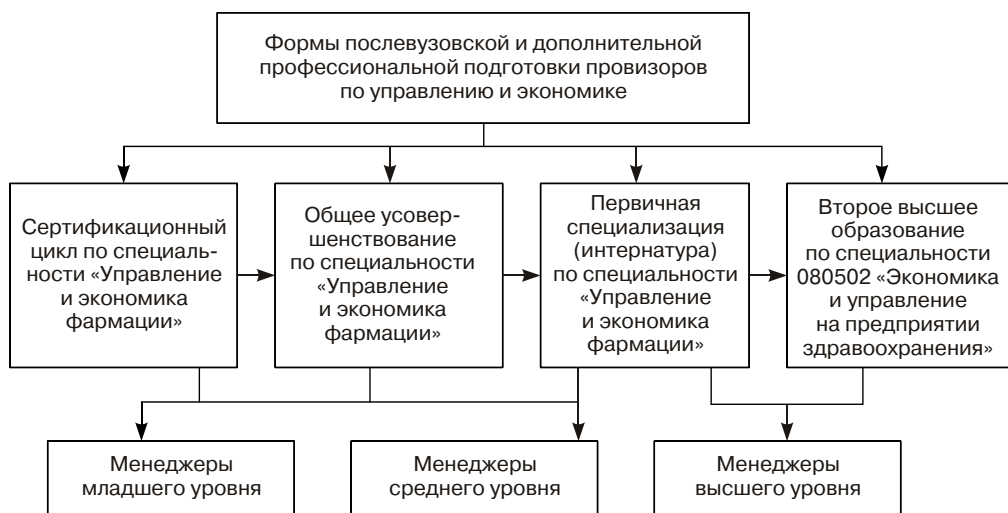 Формы послевузовской и дополнительной
профессиональной подготовки провизоров
по управлению и экономике
Сертификационный
цикл по специаль-
ности «Управление
и экономика
фармации»
Общее усовер-
шенствование
по специальности
«Управление
и экономика
фармации»
Первичная
специализация
(интернатура)
по специальности
«Управление
и экономика
фармации»
Второе высшее
образование
по специальности
080502 «Экономика
и управление
на предприятии
здравоохранения»
Менеджеры
младшего уровня
Менеджеры
среднего уровня
Менеджеры
высшего уровня